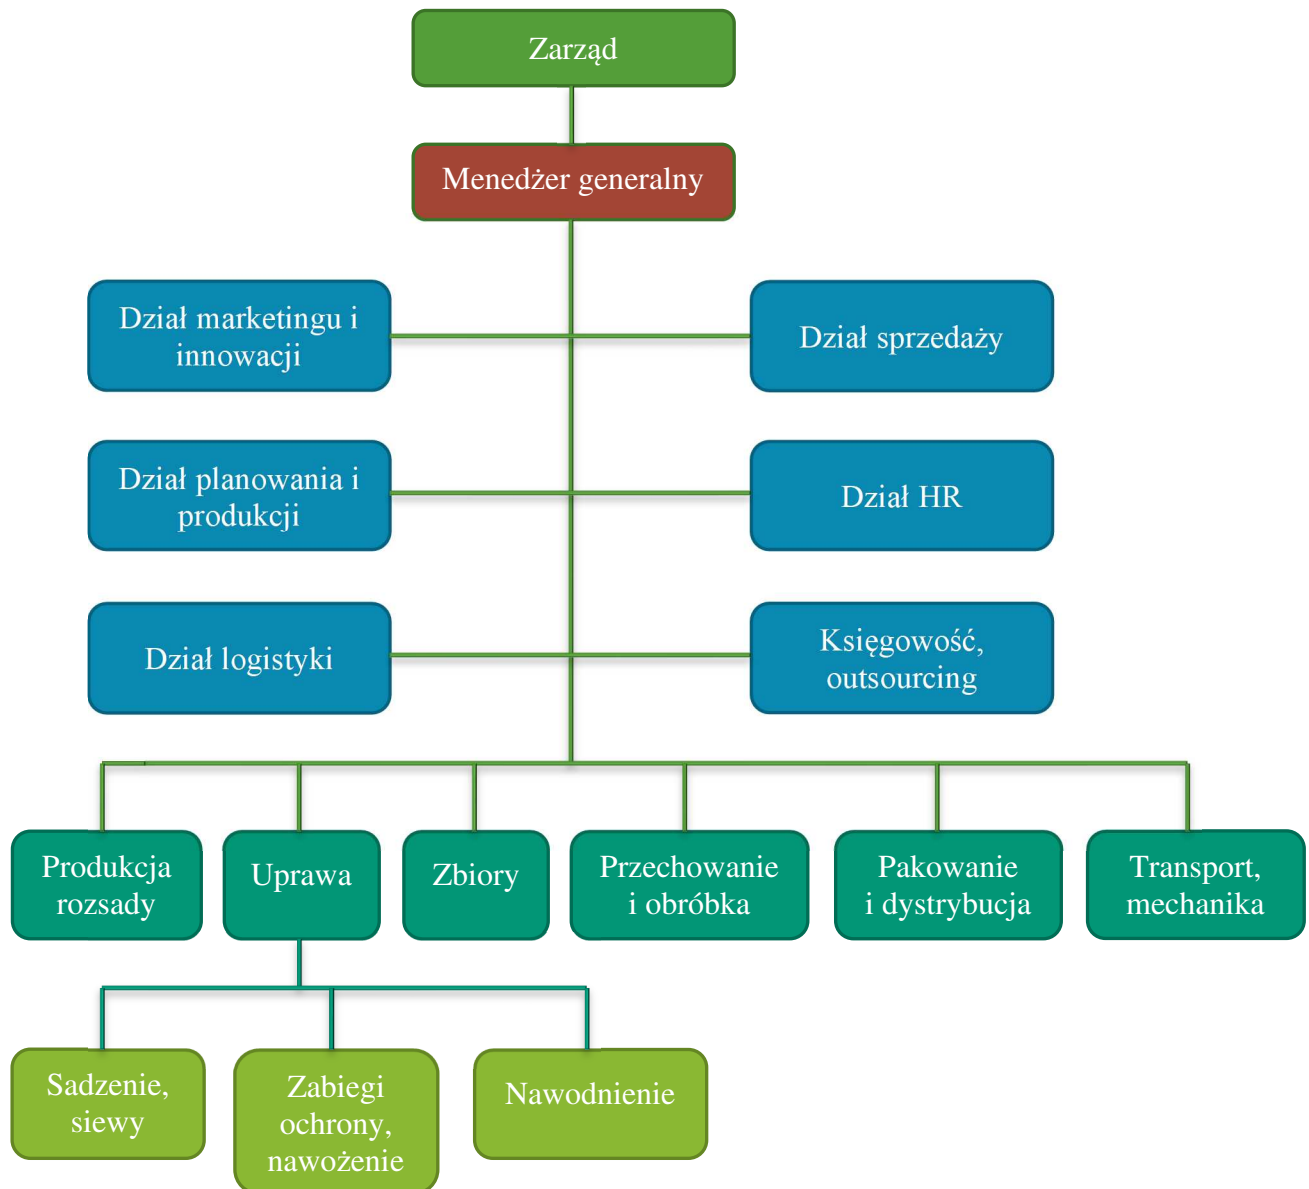 Zarząd
Menedżer generalny
Dział marketingu i
innowacji
Dział sprzedaży
Dział planowania i
produkcji
Dział HR
Dział logistyki
Księgowość,
outsourcing
Produkcja
rozsady
Uprawa
Zbiory
Przechowanie
i obróbka
Pakowanie
i dystrybucja
Transport,
mechanika
Sadzenie,
siewy
Zabiegi
ochrony,
nawożenie
Nawodnienie